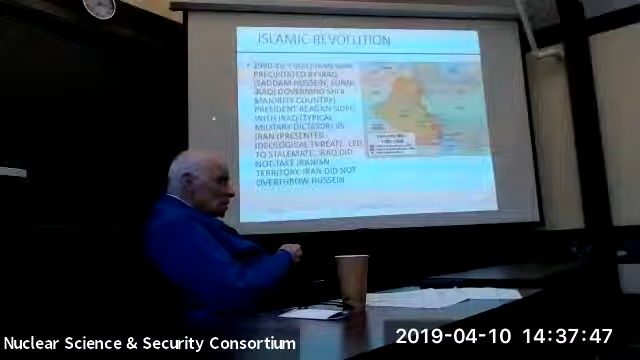 ISLAMIC REVOLUTION
PRECIPITATED BY IRAQ
(SADDAM HUSSEIN, SUNNI
IRAQ) GOVERNING SHI'A
MAJORITY COUNTRY)
PRESIDENT REAGAN SIDED
WITH IRAQ (TYPICAL
MILITARY DICTATOR) VS
IRAN (PRESENTED
IDEOLOGICAL THREAT. LED
TO STALEMATE; IRAQ DID
NOT TAKE IRANIAN
TERRITORY IRAN DID NOT
OVERTHROW HUSSEIN
Nuclear Science & Security Consortium
2019-04-10 14:37:47